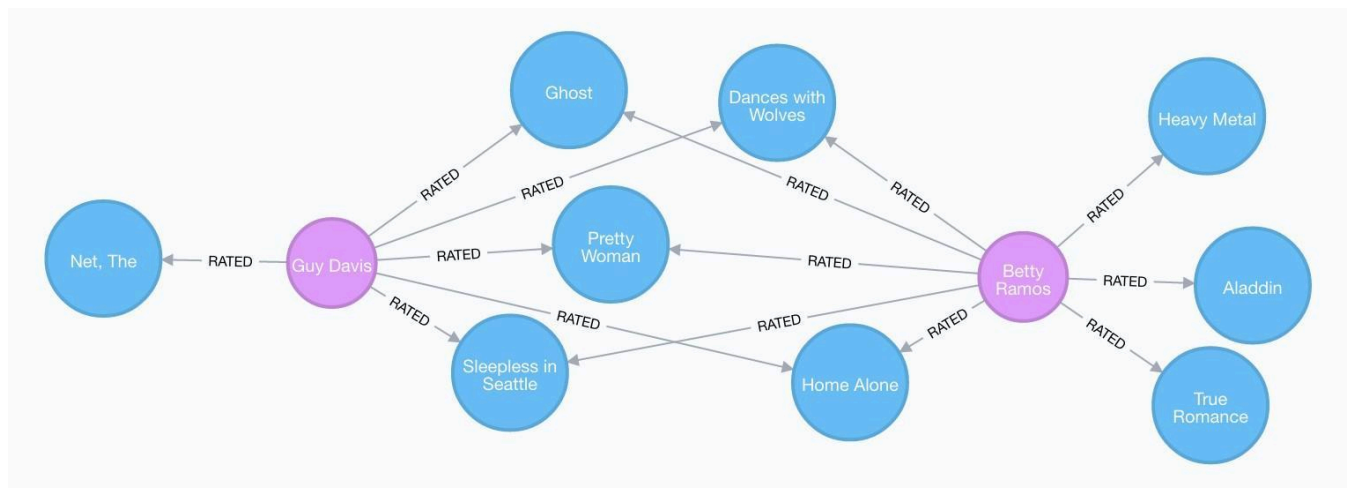 Ghost
Dances with
Wolves
Heavy Metal
RATED
RATED
RATED
RATED
RATED
Net, The
RATED
Guy Davis
RATED
Pretty
Woman
RATED
Betty
Ramos
RATED
Aladdin
RATED
RATED
RATED
RATED
RATED
Sleepless in
Seattle
Home Alone
True
Romance